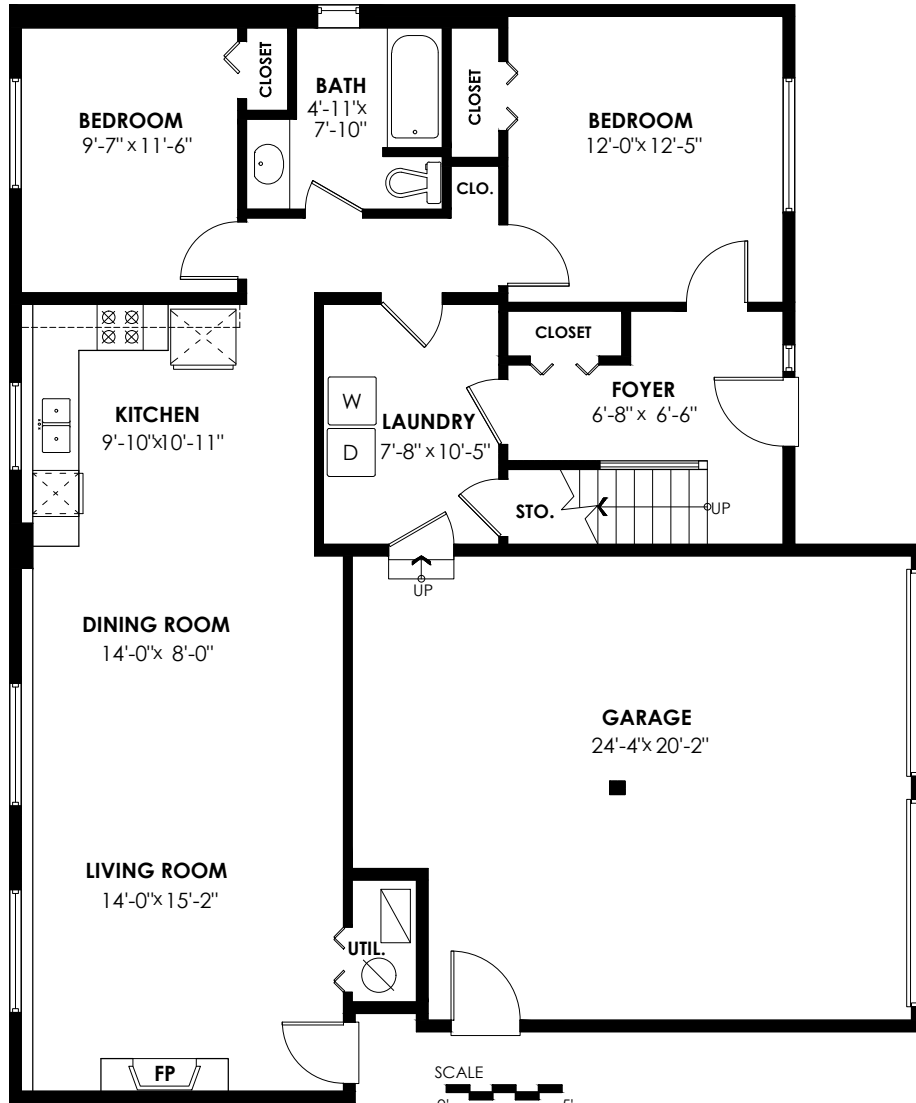 BEDROOM
9'-7" x 11'-6"
CLOSET
BATH
4'-11"x
7'-10"
CLOSET
BEDROOM
12'-0" x 12'-5"
CLO.
KITCHEN
9'-10"x10'-11"
W
D
LAUNDRY
7'-8" x 10'-5"
CLOSET
FOYER
6'-8" x 6'-6"
STO.
UP
UP
DINING ROOM
14'-0"x 8'-0"
GARAGE
24'-4"x 20'-2"
LIVING ROOM
14'-0"x 15'-2"
UTIL.
FP
SCALE
0' 5'